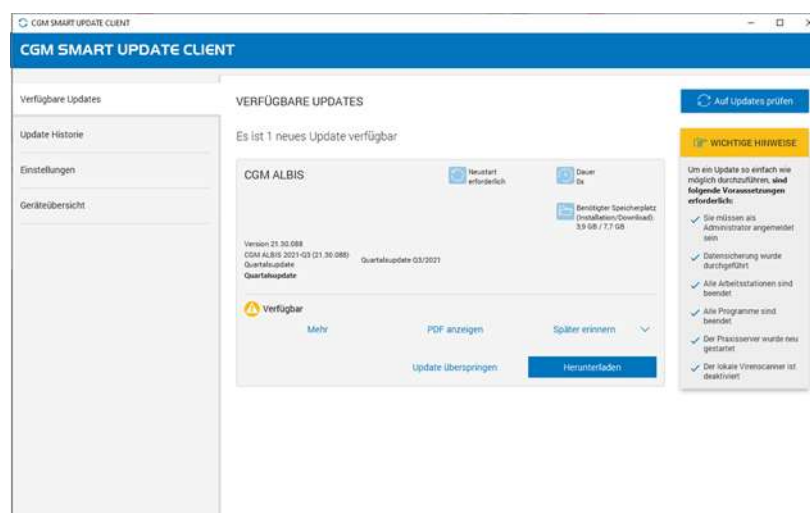 CGM SMART UPDATE CLIENT
CGM SMART UPDATE CLIENT
Verfügbare Updates
Update Historie
Einstellungen
Geräteübersicht
VERFÜGBARE UPDATES
Es ist 1 neues Update verfügbar
CGM ALBIS
Neustart
erforderlich
Dauer
0s
Benötigter Speicherplatz
(Installation/Download):
3,9 GB / 7,7 GB
Version 21.30.088
CGM ALBIS 2021-Q3 (21.30.088)
Quartalsupdate
Quartalsupdate
Quartalsupdate Q3/2021
Verfügbar
Mehr
PDF anzeigen
Später erinnern
Update überspringen
Herunterladen
Auf Updates prüfen
WICHTIGE HINWEISE
Um ein Update so einfach wie
möglich durchzuführen, sind
folgende Voraussetzungen
erforderlich:
Sie müssen als
Administrator angemeldet
sein
Datensicherung wurde
durchgeführt
Alle Arbeitsstationen sind
beendet
Alle Programme sind
beendet
Der Praxisserver wurde neu
gestartet
Der lokale Virenscanner ist
deaktiviert